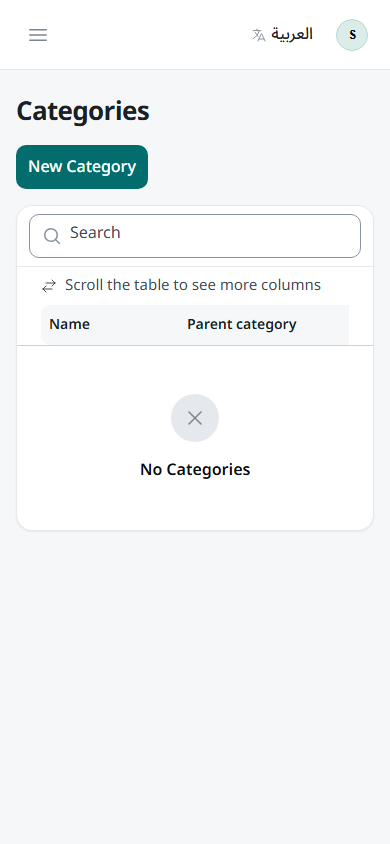 العربية
S
Categories
New Category
Search
Scroll the table to see more columns
Name Parent category
No Categories